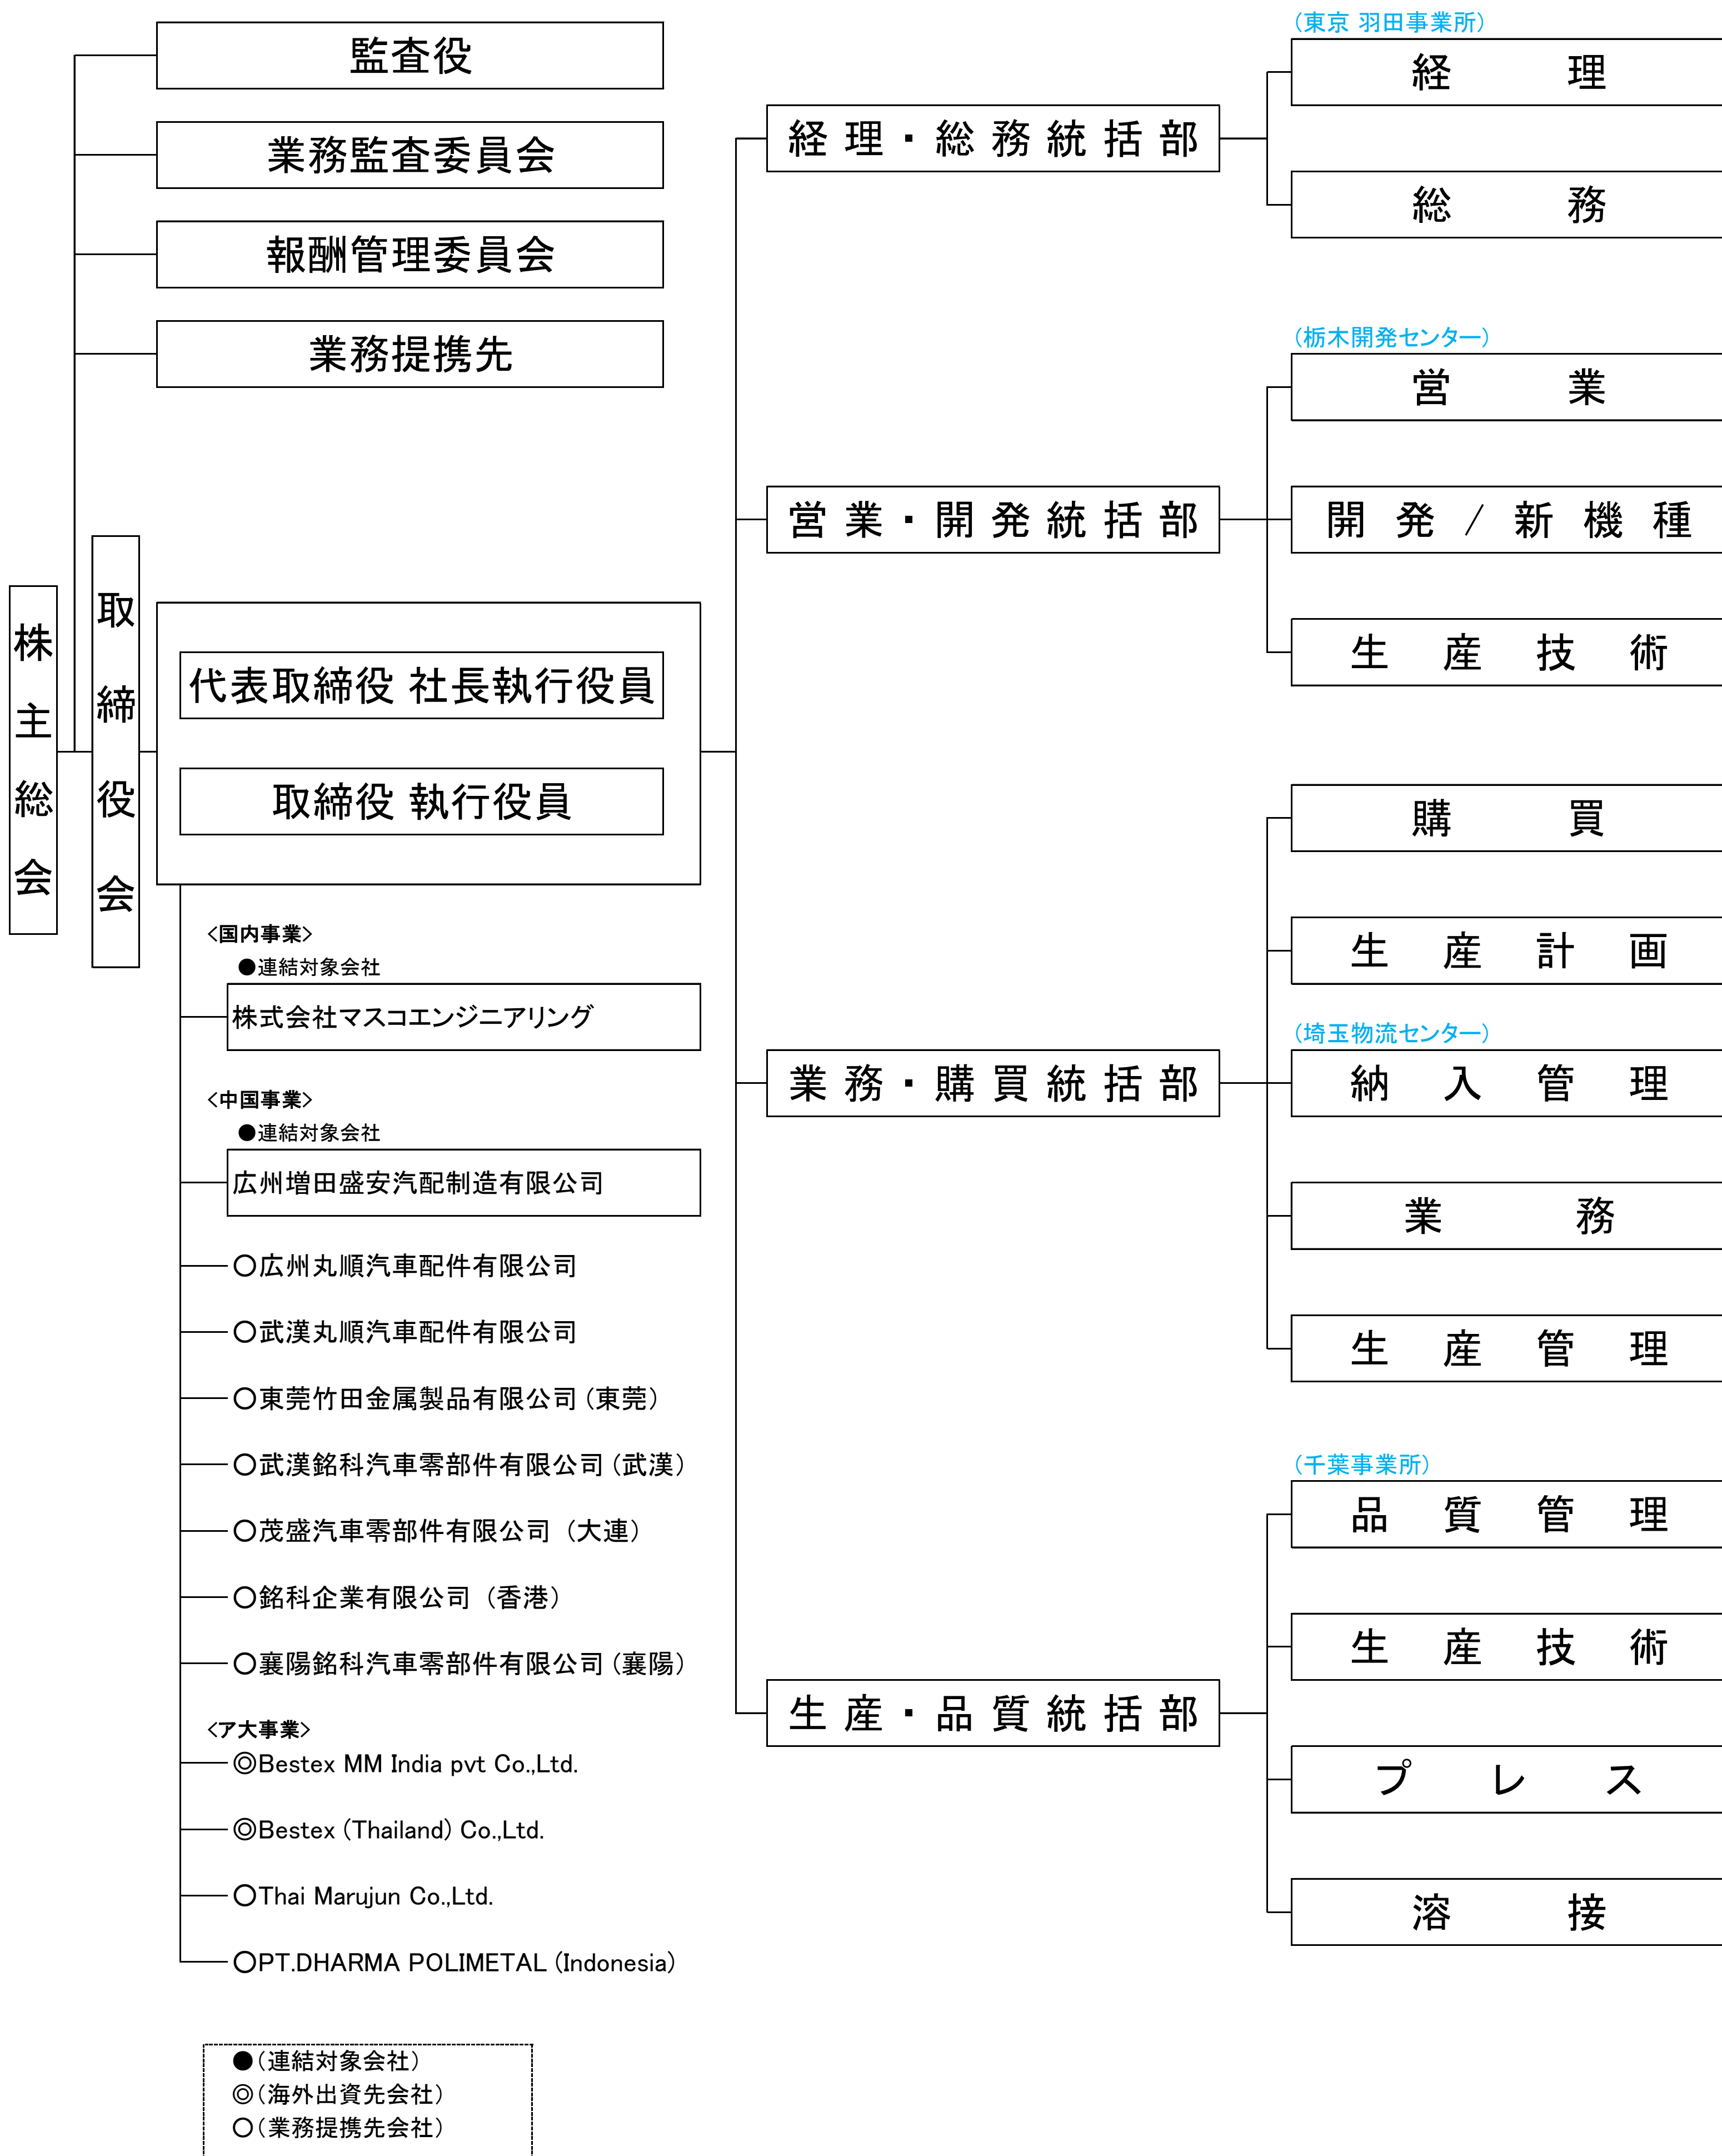 監査役
業務監査委員会
報酬管理委員会
業務提携先
株主総会
取締役会
代表取締役 社長執行役員
取締役 執行役員
<国内事業>
●連結対象会社
株式会社マスコエンジニアリング
<中国事業>
●連結対象会社
広州増田盛安汽配制造有限公司
○広州丸順汽車配件有限公司
○武漢丸順汽車配件有限公司
○東莞竹田金属製品有限公司(東莞)
○武漢銘科汽車零部件有限公司(武漢)
○茂盛汽車零部件有限公司 (大連)
○銘科企業有限公司 (香港)
○襄陽銘科汽車零部件有限公司(襄陽)
<ア大事業>
◎Bestex MM India pvt Co.,Ltd.
◎Bestex (Thailand) Co.,Ltd.
○Thai Marujun Co.,Ltd.
○PT.DHARMA POLIMETAL (Indonesia)
●(連結対象会社)
◎(海外出資先会社)
○(業務提携先会社)
経理・総務統括部
(東京 羽田事業所)
経理
総務
営業・開発統括部
(栃木開発センター)
営業
開発/新機種
生産技術
業務・購買統括部
購買
生産計画
(埼玉物流センター)
納入管理
業務
生産管理
生産・品質統括部
(千葉事業所)
品質管理
生産技術
プレス
溶接